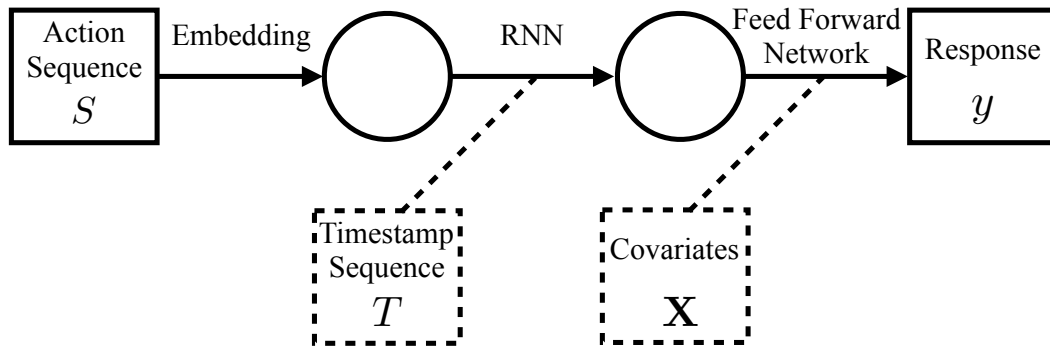 Action
Sequence
S
Embedding
RNN
Feed Forward
Network
Response
y
Timestamp
Sequence
T
Covariates
X